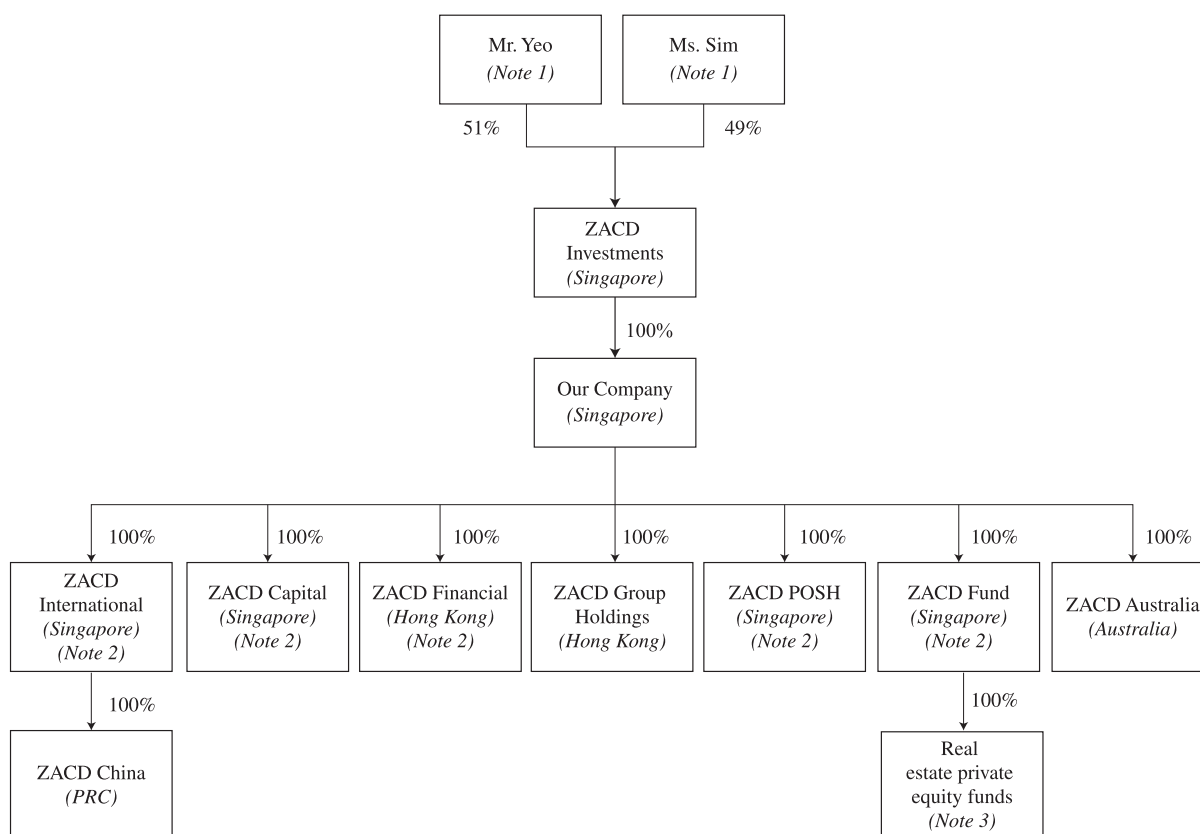 Mr. Yeo
(Note 1)
Ms. Sim
(Note 1)
51%
49%
ZACD
Investments
(Singapore)
100%
Our Company
(Singapore)
100%
100%
100%
100%
100%
100%
100%
ZACD
International
(Singapore)
(Note 2)
ZACD Capital
(Singapore)
(Note 2)
ZACD Financial
(Hong Kong)
(Note 2)
ZACD Group
Holdings
(Hong Kong)
ZACD POSH
(Singapore)
(Note 2)
ZACD Fund
(Singapore)
(Note 2)
ZACD Australia
(Australia)
100%
100%
ZACD China
(PRC)
Real
estate private
equity funds
(Note 3)